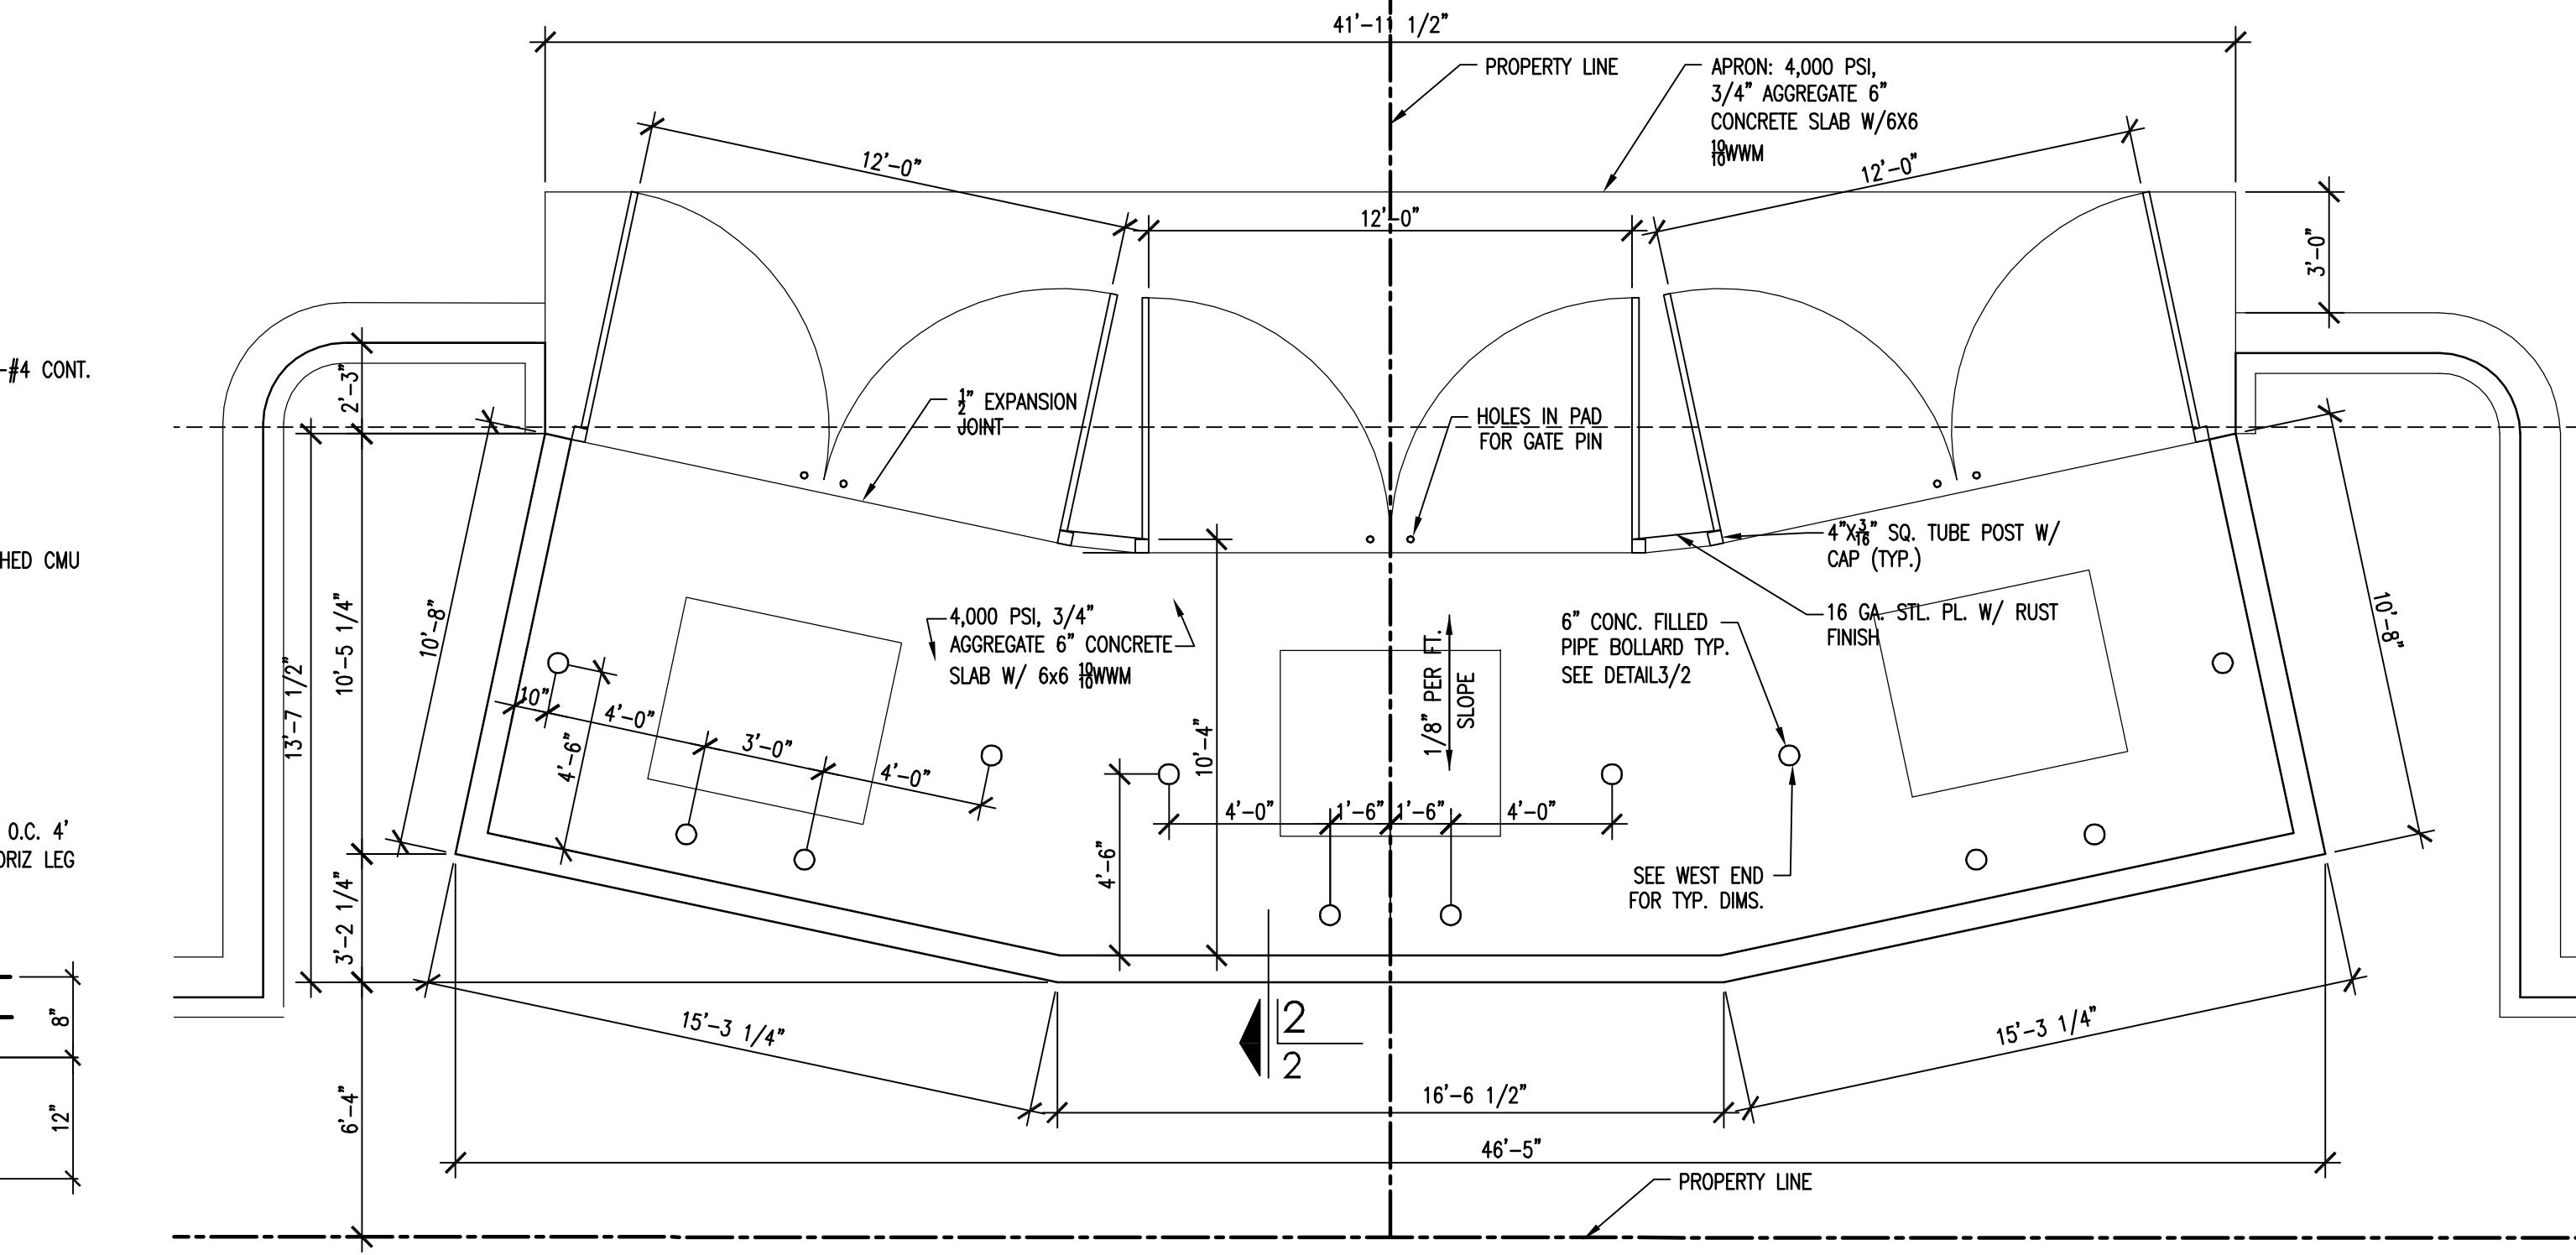 41'-11 1/2"
PROPERTY LINE
APRON: 4,000 PSI,
3/4" AGGREGATE 6"
CONCRETE SLAB W/6X6
10/10 WWM
12'-0"
12'-0"
12'-0"
3'-0"
-#4 CONT.
2'-3"
1/2" EXPANSION
JOINT
HOLES IN PAD
FOR GATE PIN
4"X3/16" SQ. TUBE POST W/
CAP (TYP.)
HED CMU
16 GA. STL. PL. W/ RUST
FINISH
4,000 PSI, 3/4"
AGGREGATE 6" CONCRETE
SLAB W/ 6x6 10/10 WWM
6" CONC. FILLED
PIPE BOLLARD TYP.
SEE DETAIL3/2
1/8" PER FT.
SLOPE
10'-8"
10'-8"
10'-5 1/4"
13'-7 1/2"
10"
4'-0"
3'-0"
4'-0"
4'-6"
10'-4"
4'-0"
1'-6"
1'-6"
4'-0"
4'-6"
O.C. 4'
ORIZ LEG
SEE WEST END
FOR TYP. DIMS.
3'-2 1/4"
8"
12"
6'-4"
2
2
15'-3 1/4"
15'-3 1/4"
16'-6 1/2"
46'-5"
PROPERTY LINE